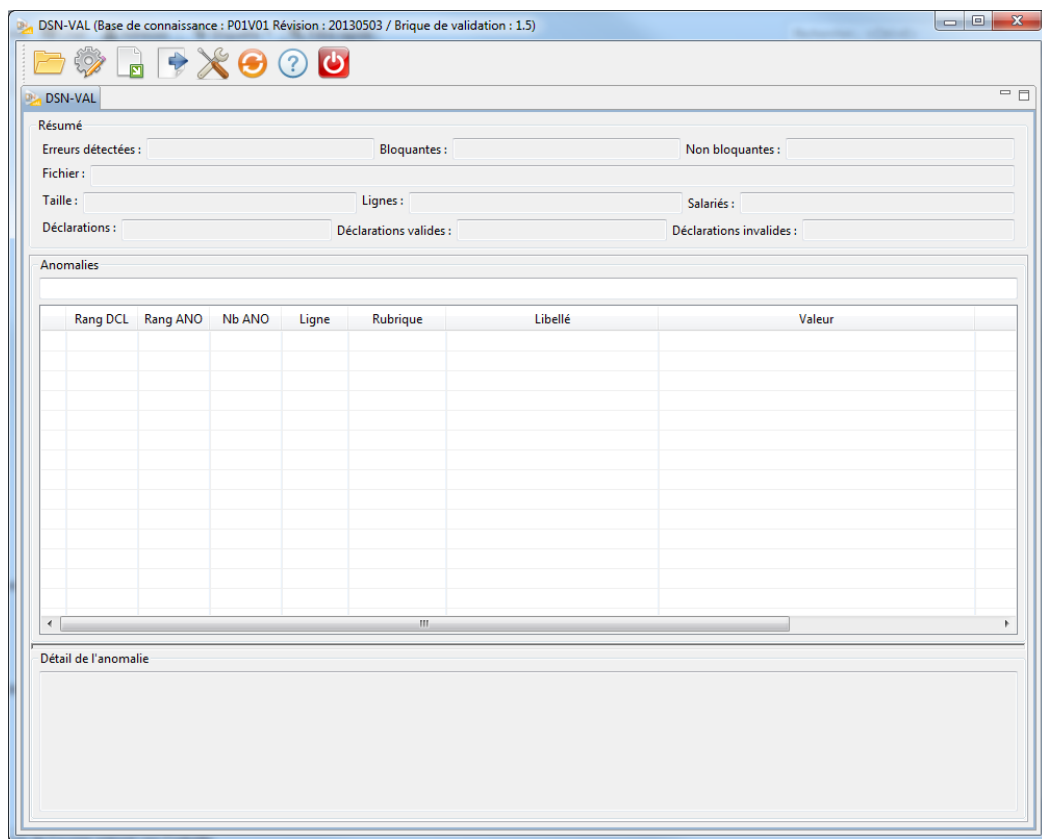 DSN-VAL (Base de connaissance : P01V01 Révision : 20130503 / Brique de validation : 1.5)
DSN-VAL
Résumé
Erreurs détectées : Bloquantes : Non bloquantes :
Fichier :
Taille : Lignes : Salariés :
Déclarations : Déclarations valides : Déclarations invalides :
Anomalies
Rang DCL Rang ANO Nb ANO Ligne Rubrique Libellé Valeur
Détail de l'anomalie